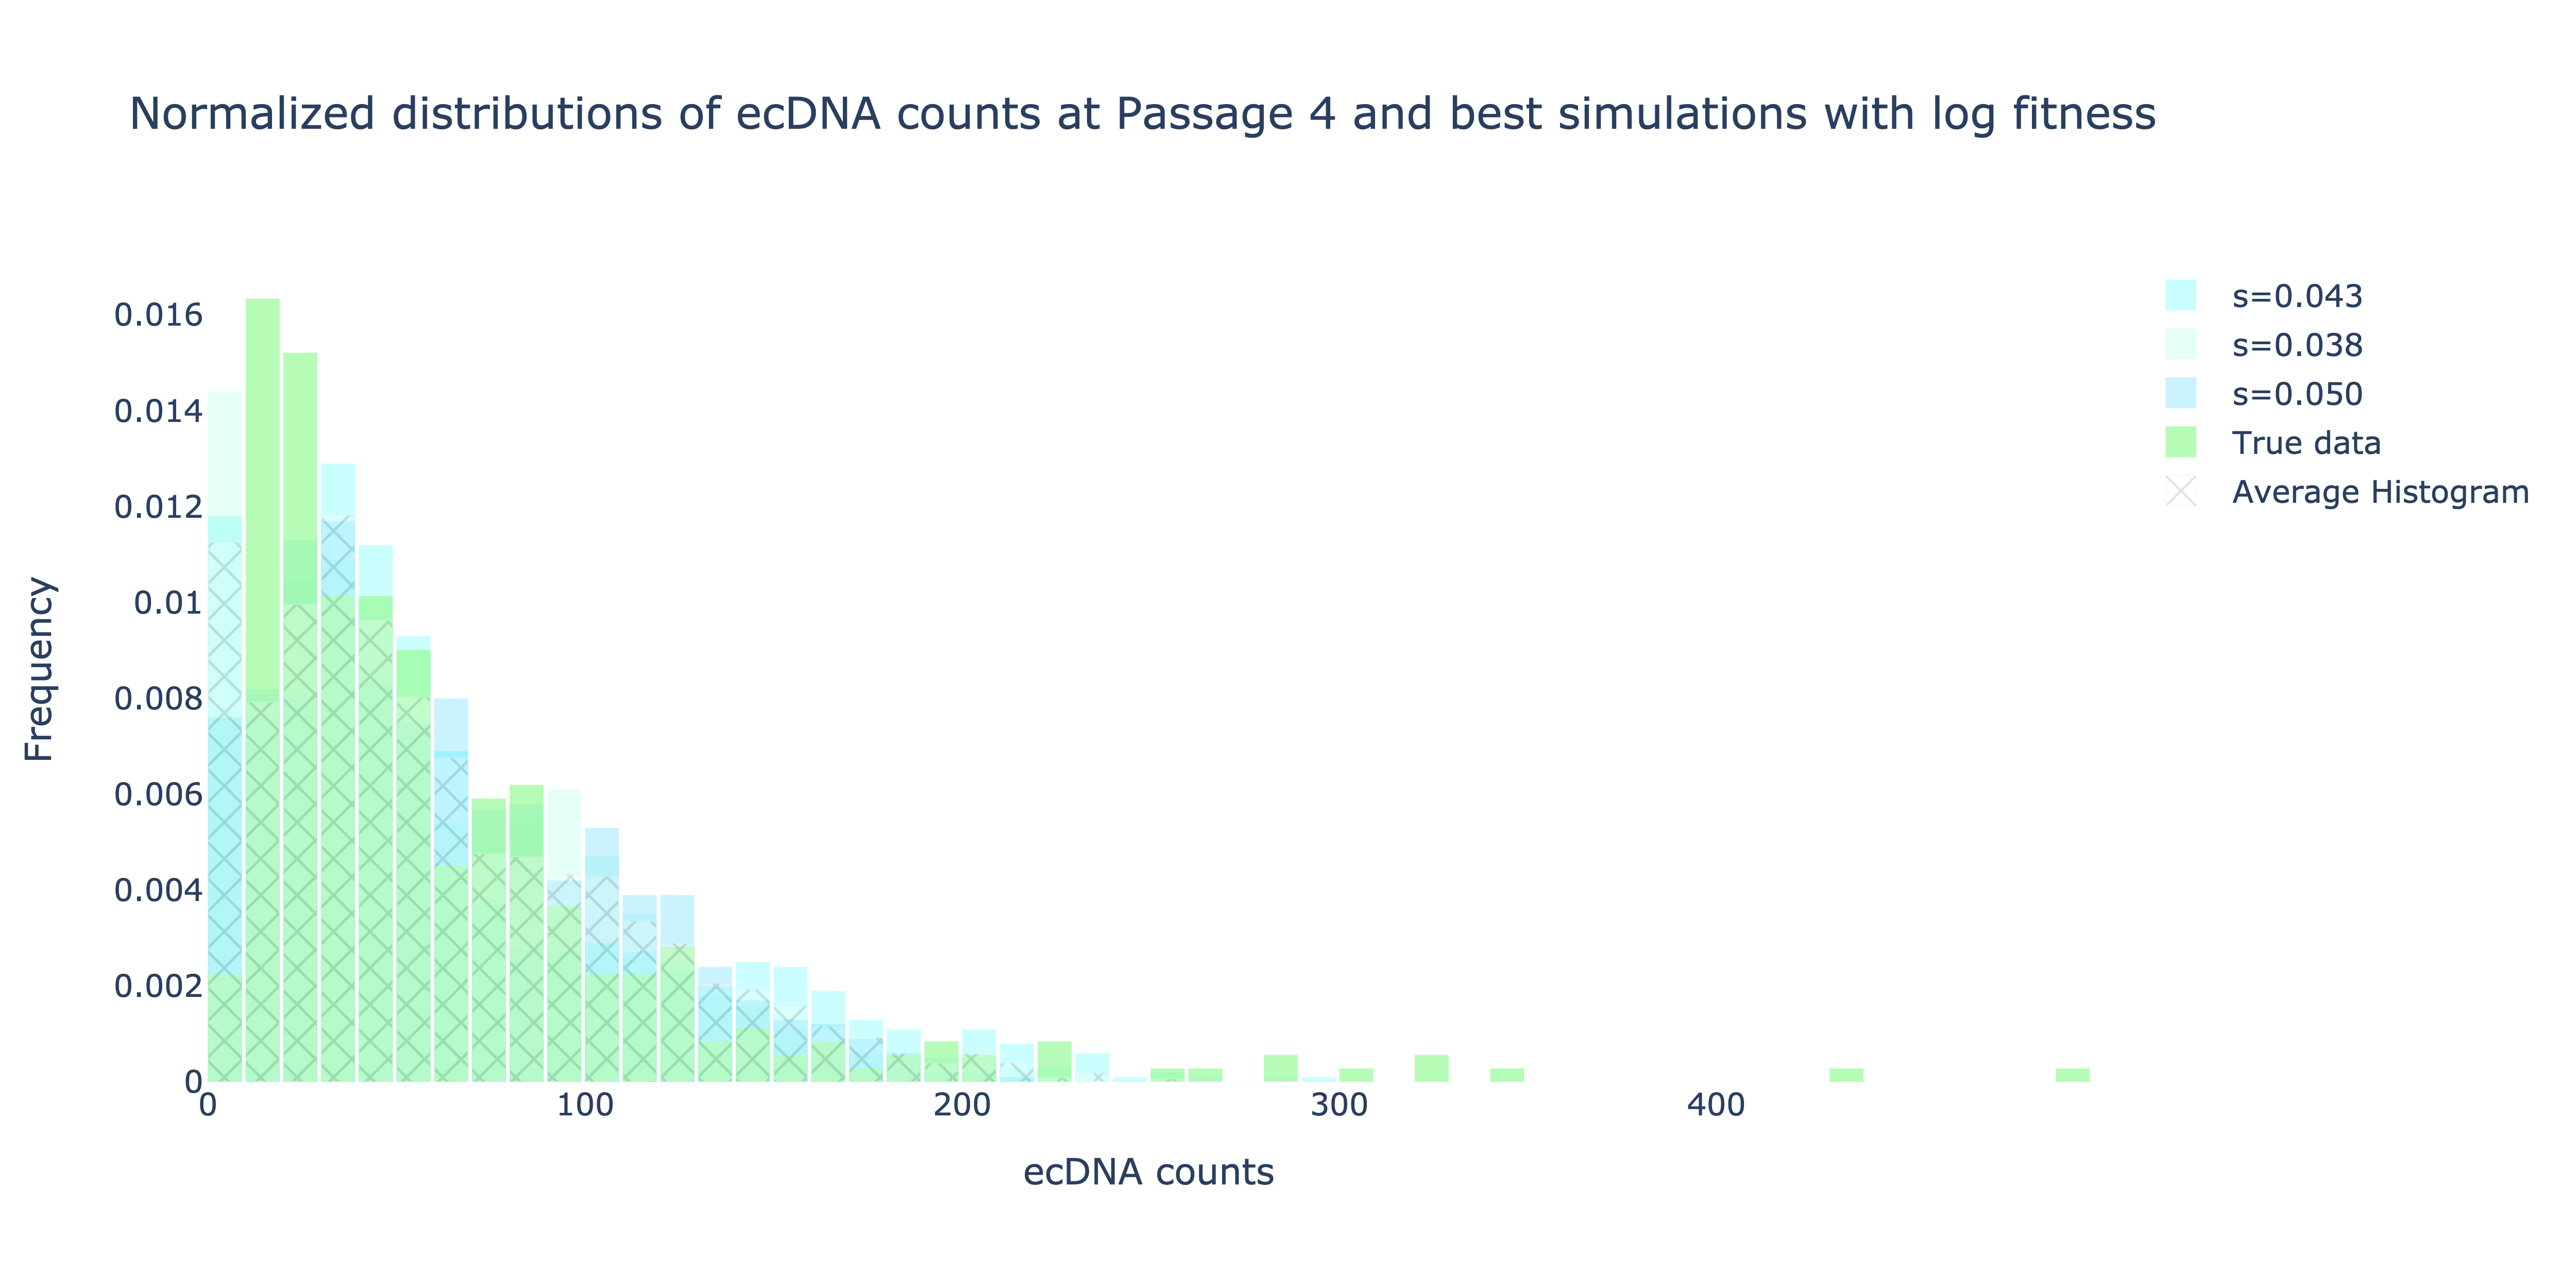 Normalized distributions of ecDNA counts at Passage 4 and best simulations with log fitness
s=0.043
s=0.038
s=0.050
True data
Average Histogram
0.016
0.014
0.012
0.01
0.008
0.006
0.004
0.002
0
Frequency
0
100
200
300
400
ecDNA counts